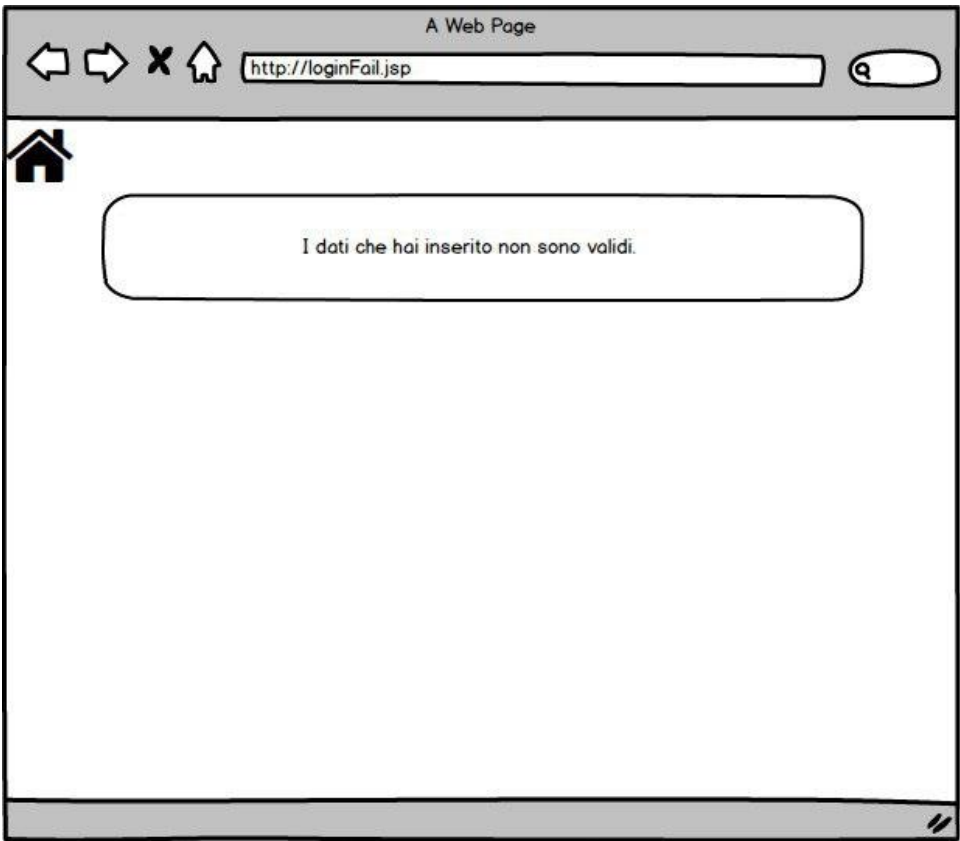 A Web Page
http://loginFail.jsp
I dati che hai inserito non sono validi.